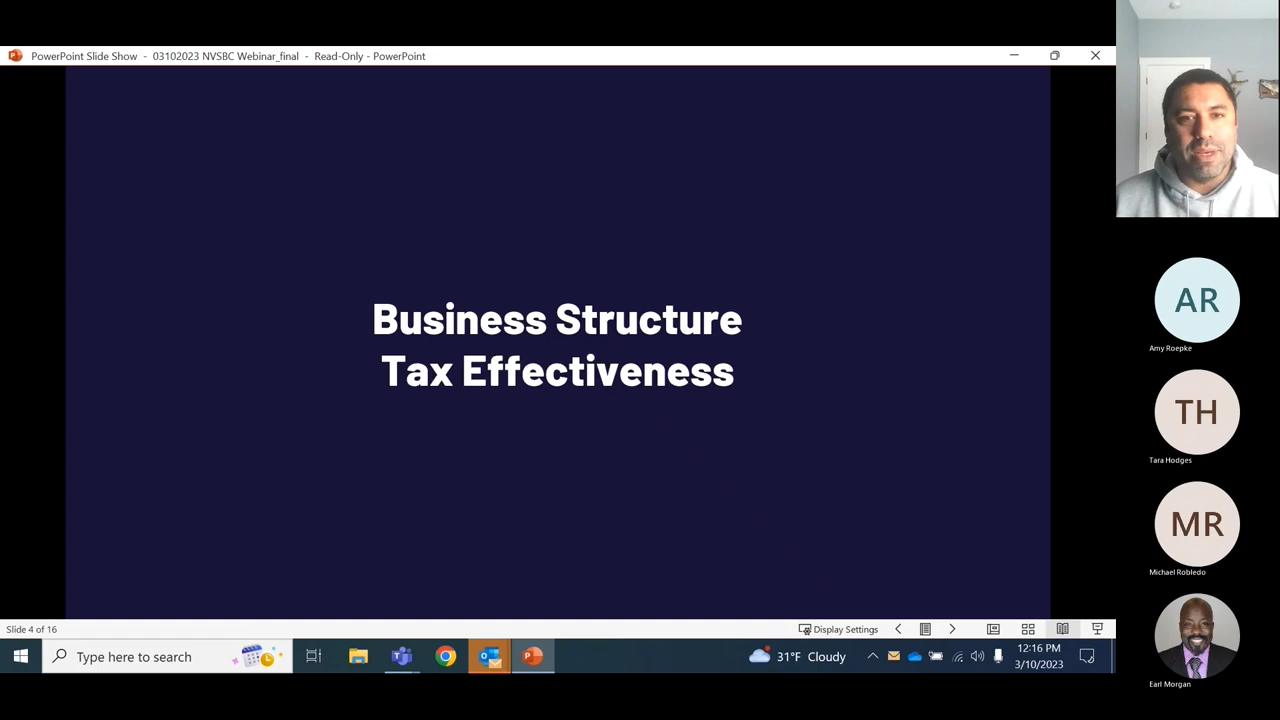 PowerPoint Slide Show - 03102023 NVSBC Webinar_final - Read-Only - PowerPoint
Business Structure
Tax Effectiveness
AR
Amy Roepke
TH
Tara Hodges
MR
Michael Robledo
Earl Morgan
Slide 4 of 16
Display Settings
Type here to search
31°F Cloudy
12:16 PM
3/10/2023